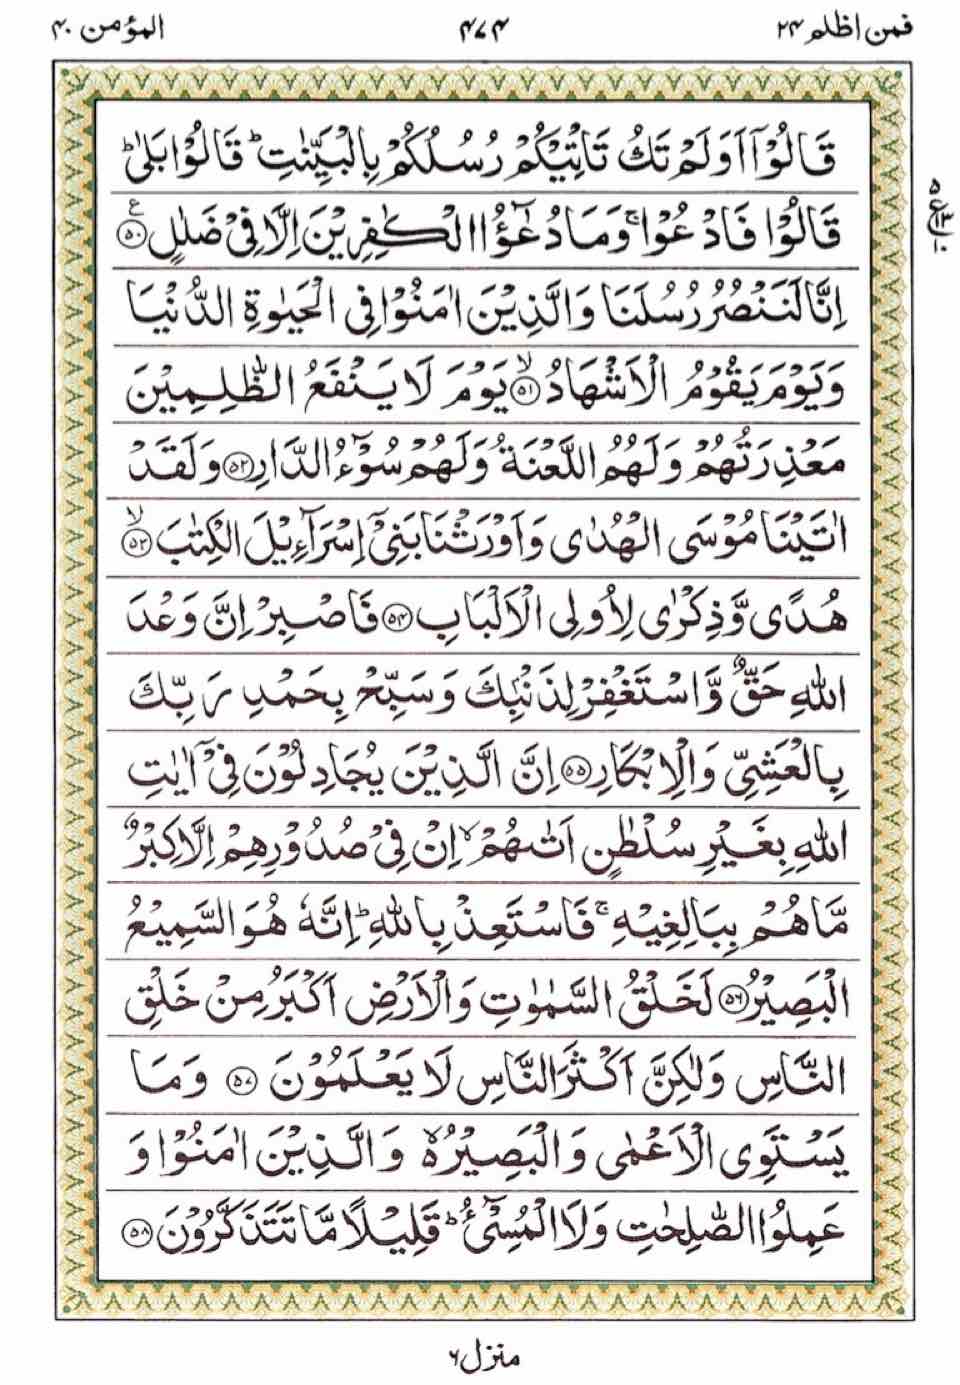 فمن اظلم ۲۴
۴۷۴
المؤمن ۴۰
قَالُوْۤا اَوَلَمْ تَكُ تَاْتِيْكُمْ رُسُلُكُمْ بِالْبَيِّنٰتِ ؕ قَالُوْا بَلٰى ؕ
قَالُوْا فَادْعُوْا ۚ وَمَا دُعٰٓؤُا الْكٰفِرِيْنَ اِلَّا فِيْ ضَلٰلٍ ۝۵۰ ع
اِنَّا لَنَنْصُرُ رُسُلَنَا وَالَّذِيْنَ اٰمَنُوْا فِي الْحَيٰوةِ الدُّنْيَا
وَيَوْمَ يَقُوْمُ الْاَشْهَادُ ۝۵۱ ۙ يَوْمَ لَا يَنْفَعُ الظّٰلِمِيْنَ
مَعْذِرَتُهُمْ وَلَهُمُ اللَّعْنَةُ وَلَهُمْ سُوْٓءُ الدَّارِ ۝۵۲ وَلَقَدْ
اٰتَيْنَا مُوْسَى الْهُدٰى وَاَوْرَثْنَا بَنِيْۤ اِسْرَآءِيْلَ الْكِتٰبَ ۝۵۳ ۙ
هُدًى وَّذِكْرٰى لِاُولِي الْاَلْبَابِ ۝۵۴ فَاصْبِرْ اِنَّ وَعْدَ
اللّٰهِ حَقٌّ وَّاسْتَغْفِرْ لِذَنْۢبِكَ وَسَبِّحْ بِحَمْدِ رَبِّكَ
بِالْعَشِيِّ وَالْاِبْكَارِ ۝۵۵ اِنَّ الَّذِيْنَ يُجَادِلُوْنَ فِيْۤ اٰيٰتِ
اللّٰهِ بِغَيْرِ سُلْطٰنٍ اَتٰىهُمْ ۙ اِنْ فِيْ صُدُوْرِهِمْ اِلَّا كِبْرٌ
مَّا هُمْ بِبَالِغِيْهِ ۚ فَاسْتَعِذْ بِاللّٰهِ ؕ اِنَّهٗ هُوَ السَّمِيْعُ
الْبَصِيْرُ ۝۵۶ لَخَلْقُ السَّمٰوٰتِ وَالْاَرْضِ اَكْبَرُ مِنْ خَلْقِ
النَّاسِ وَلٰكِنَّ اَكْثَرَ النَّاسِ لَا يَعْلَمُوْنَ ۝۵۷ وَمَا
يَسْتَوِي الْاَعْمٰى وَالْبَصِيْرُ ۙ۬ وَالَّذِيْنَ اٰمَنُوْا وَ
عَمِلُوا الصّٰلِحٰتِ وَلَا الْمُسِيْٓءُ ؕ قَلِيْلًا مَّا تَتَذَكَّرُوْنَ ۝۵۸
۵
ع۱۳
۱۰
منزل ۶